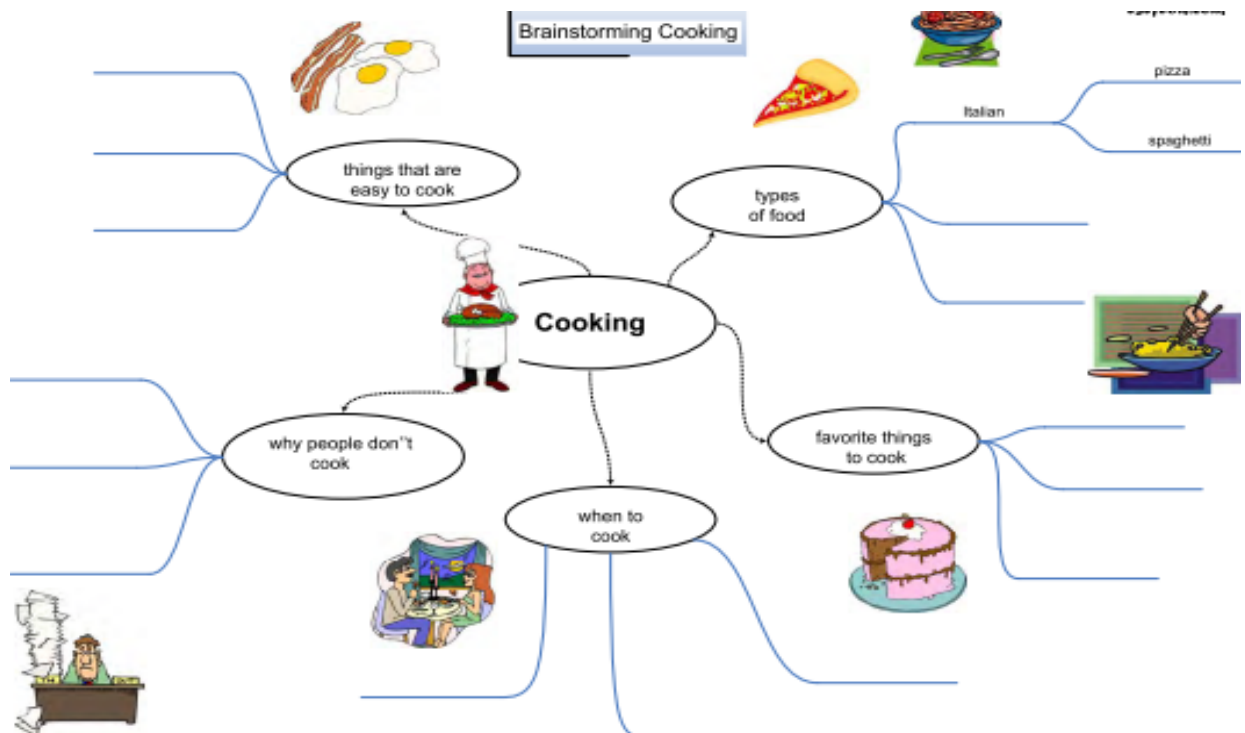 Brainstorming Cooking
pizza
Italian
spaghetti
things that are
easy to cook
types
of food
Cooking
why people don''t
cook
favorite things
to cook
when to
cook